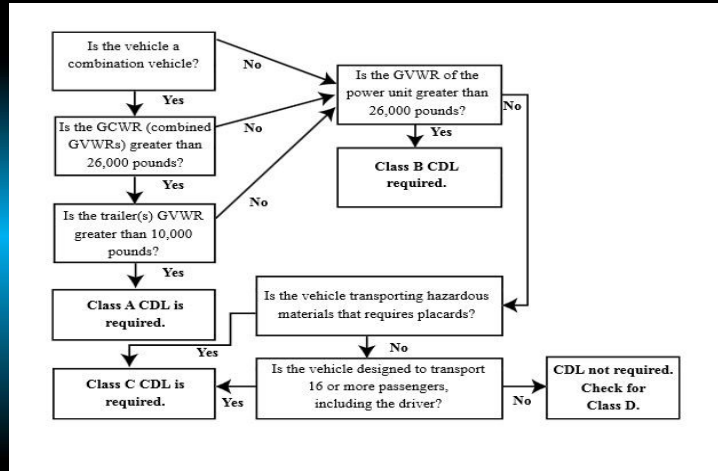 Is the vehicle a
combination vehicle?
No
Yes
Is the GVWR of the
power unit greater than
26,000 pounds?
No
Yes
Is the GCWR (combined
GVWRs) greater than
26,000 pounds?
No
Yes
Class B CDL
required.
Is the trailer(s) GVWR
greater than 10,000
pounds?
No
Yes
Class A CDL is
required.
Is the vehicle transporting hazardous
materials that requires placards?
Yes
No
Class C CDL is
required.
Yes
Is the vehicle designed to transport
16 or more passengers,
including the driver?
No
CDL not required.
Check for
Class D.